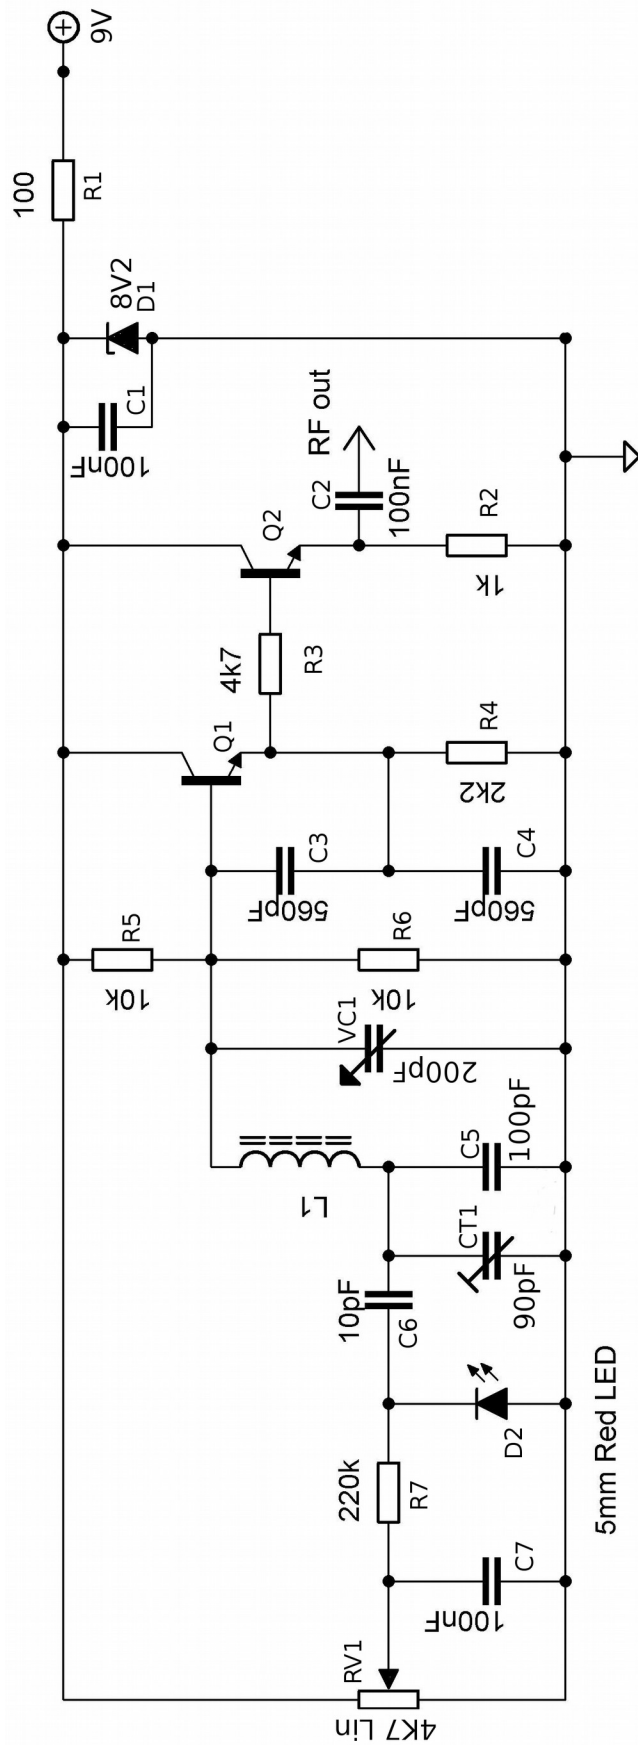 9V
100
R1
8V2
D1
C1
100nF
RF out
C2
100nF
Q2
R2
1k
4k7
R3
Q1
R4
2k2
C3
560pF
C4
560pF
R5
10k
R6
10k
VC1
200pF
L1
C5
100pF
CT1
90pF
10pF
C6
D2
5mm Red LED
220k
R7
C7
100nF
RV1
4K7 Lin